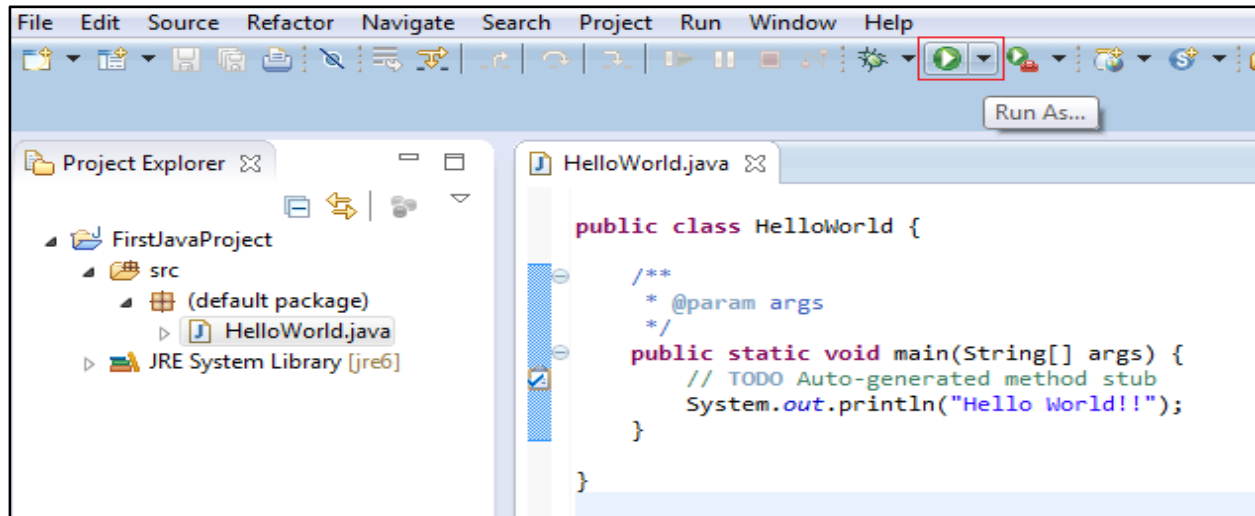 File Edit Source Refactor Navigate Search Project Run Window Help
Run As...
Project Explorer
FirstJavaProject
src
(default package)
HelloWorld.java
JRE System Library [jre6]
HelloWorld.java
public class HelloWorld {
/**
* @param args
*/
public static void main(String[] args) {
// TODO Auto-generated method stub
System.out.println("Hello World!!");
}
}